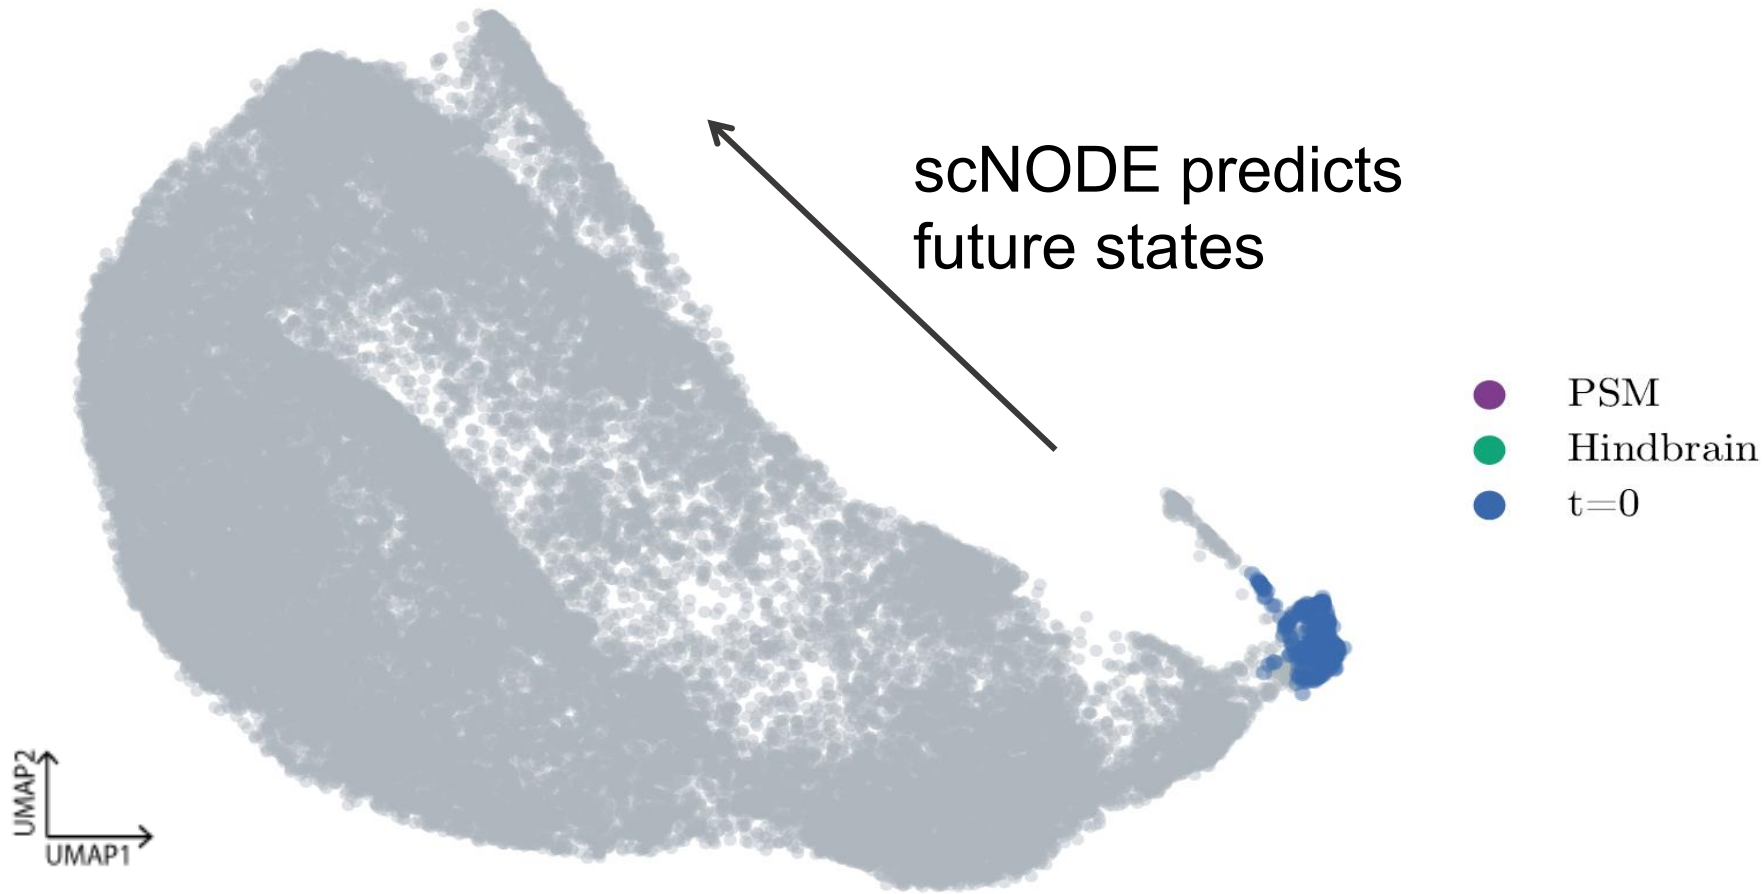 scNODE predicts
future states
PSM
Hindbrain
t=0
UMAP2
UMAP1